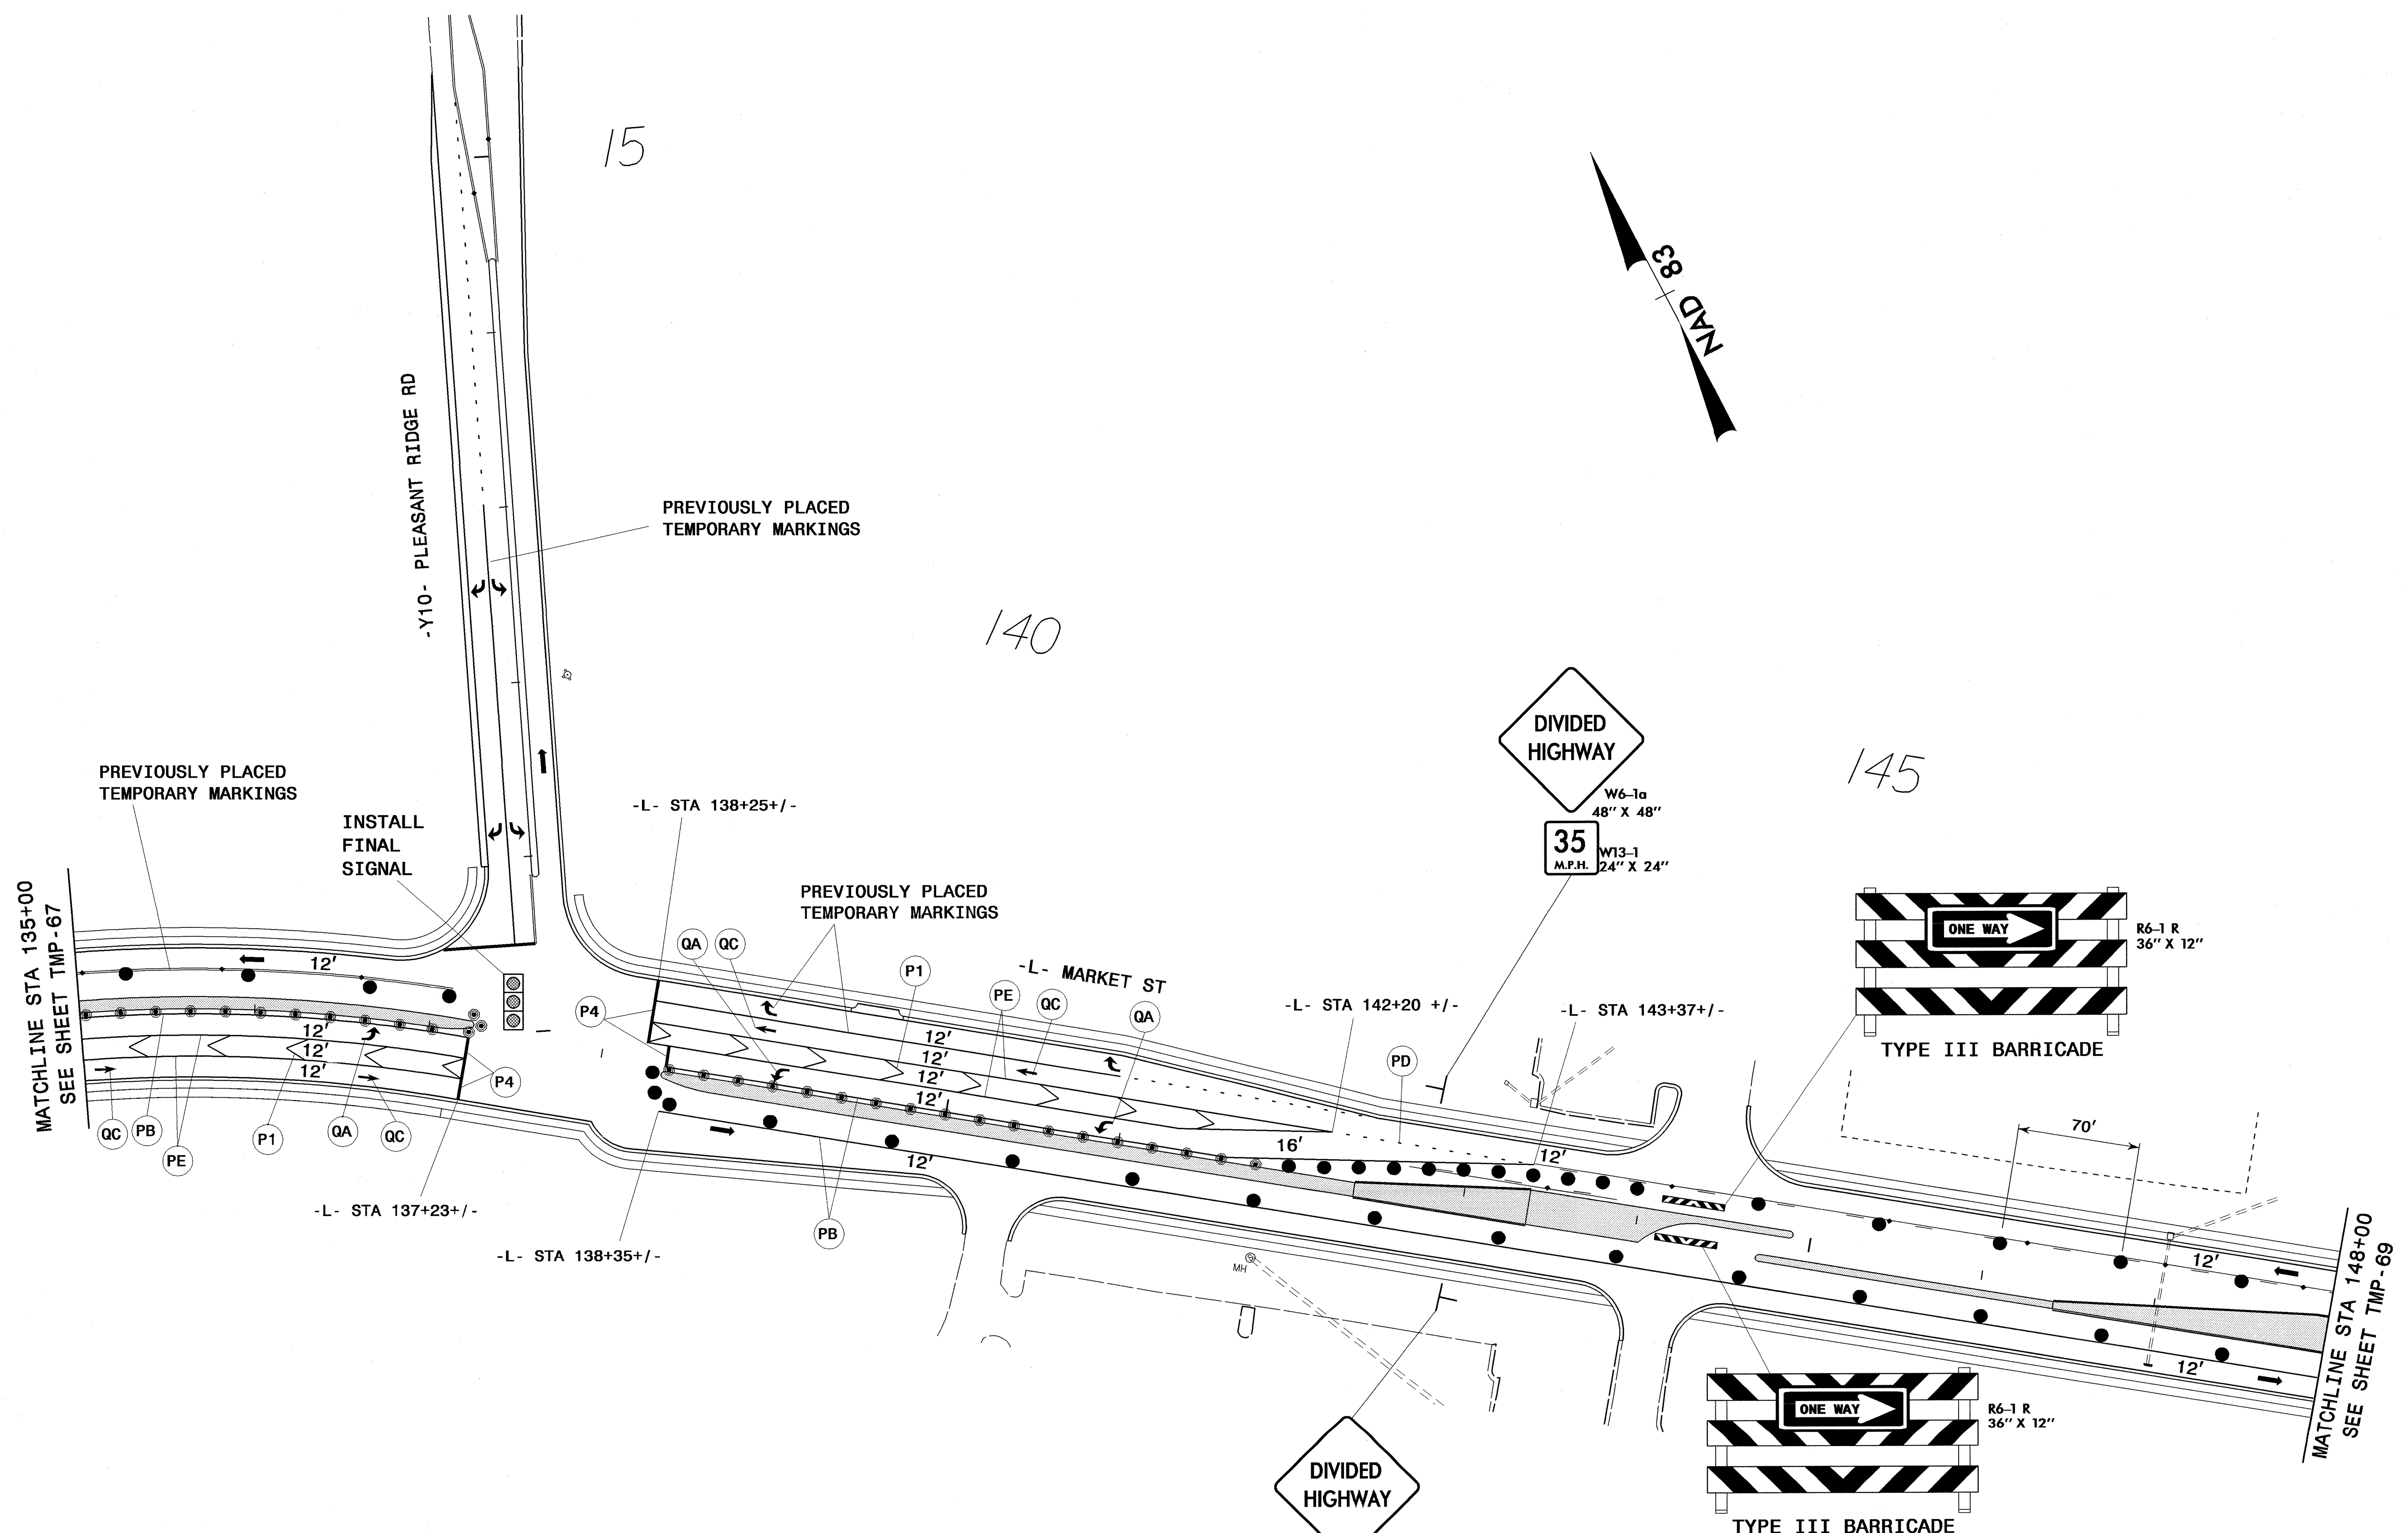 15
NAD 83
-Y10- PLEASANT RIDGE RD
PREVIOUSLY PLACED
TEMPORARY MARKINGS
140
DIVIDED
HIGHWAY
W6-1a
48" X 48"
35
M.P.H.
W13-1
24" X 24"
145
PREVIOUSLY PLACED
TEMPORARY MARKINGS
INSTALL
FINAL
SIGNAL
-L- STA 138+25+/-
PREVIOUSLY PLACED
TEMPORARY MARKINGS
MATCHLINE STA 135+00
SEE SHEET TMP-67
ONE WAY
R6-1 R
36" X 12"
TYPE III BARRICADE
12'
QA
QC
P1
-L- MARKET ST
PE
QC
QA
-L- STA 142+20 +/-
-L- STA 143+37+/-
P4
PD
12'
12'
12'
12'
12'
12'
12'
16'
12'
70'
P4
QC
PB
PE
P1
QA
QC
12'
PB
-L- STA 137+23+/-
-L- STA 138+35+/-
MH
12'
12'
MATCHLINE STA 148+00
SEE SHEET TMP-69
DIVIDED
HIGHWAY
ONE WAY
R6-1 R
36" X 12"
TYPE III BARRICADE